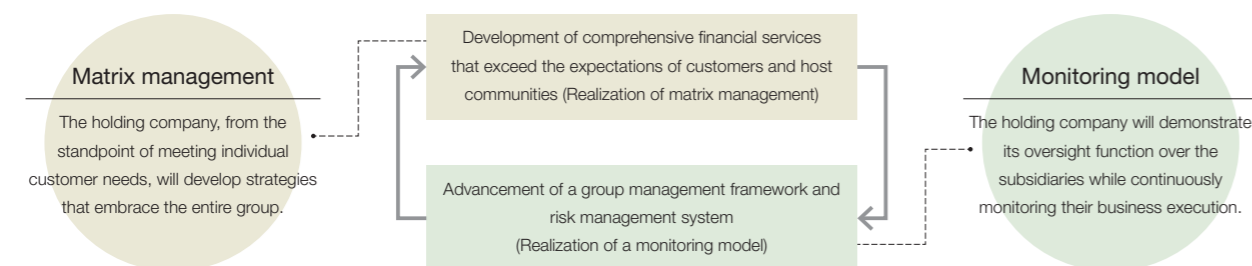 Matrix management
The holding company, from the
standpoint of meeting individual
customer needs, will develop strategies
that embrace the entire group.
Development of comprehensive financial services
that exceed the expectations of customers and host
communities (Realization of matrix management)
Advancement of a group management framework and
risk management system
(Realization of a monitoring model)
Monitoring model
The holding company will demonstrate
its oversight function over the
subsidiaries while continuously
monitoring their business execution.